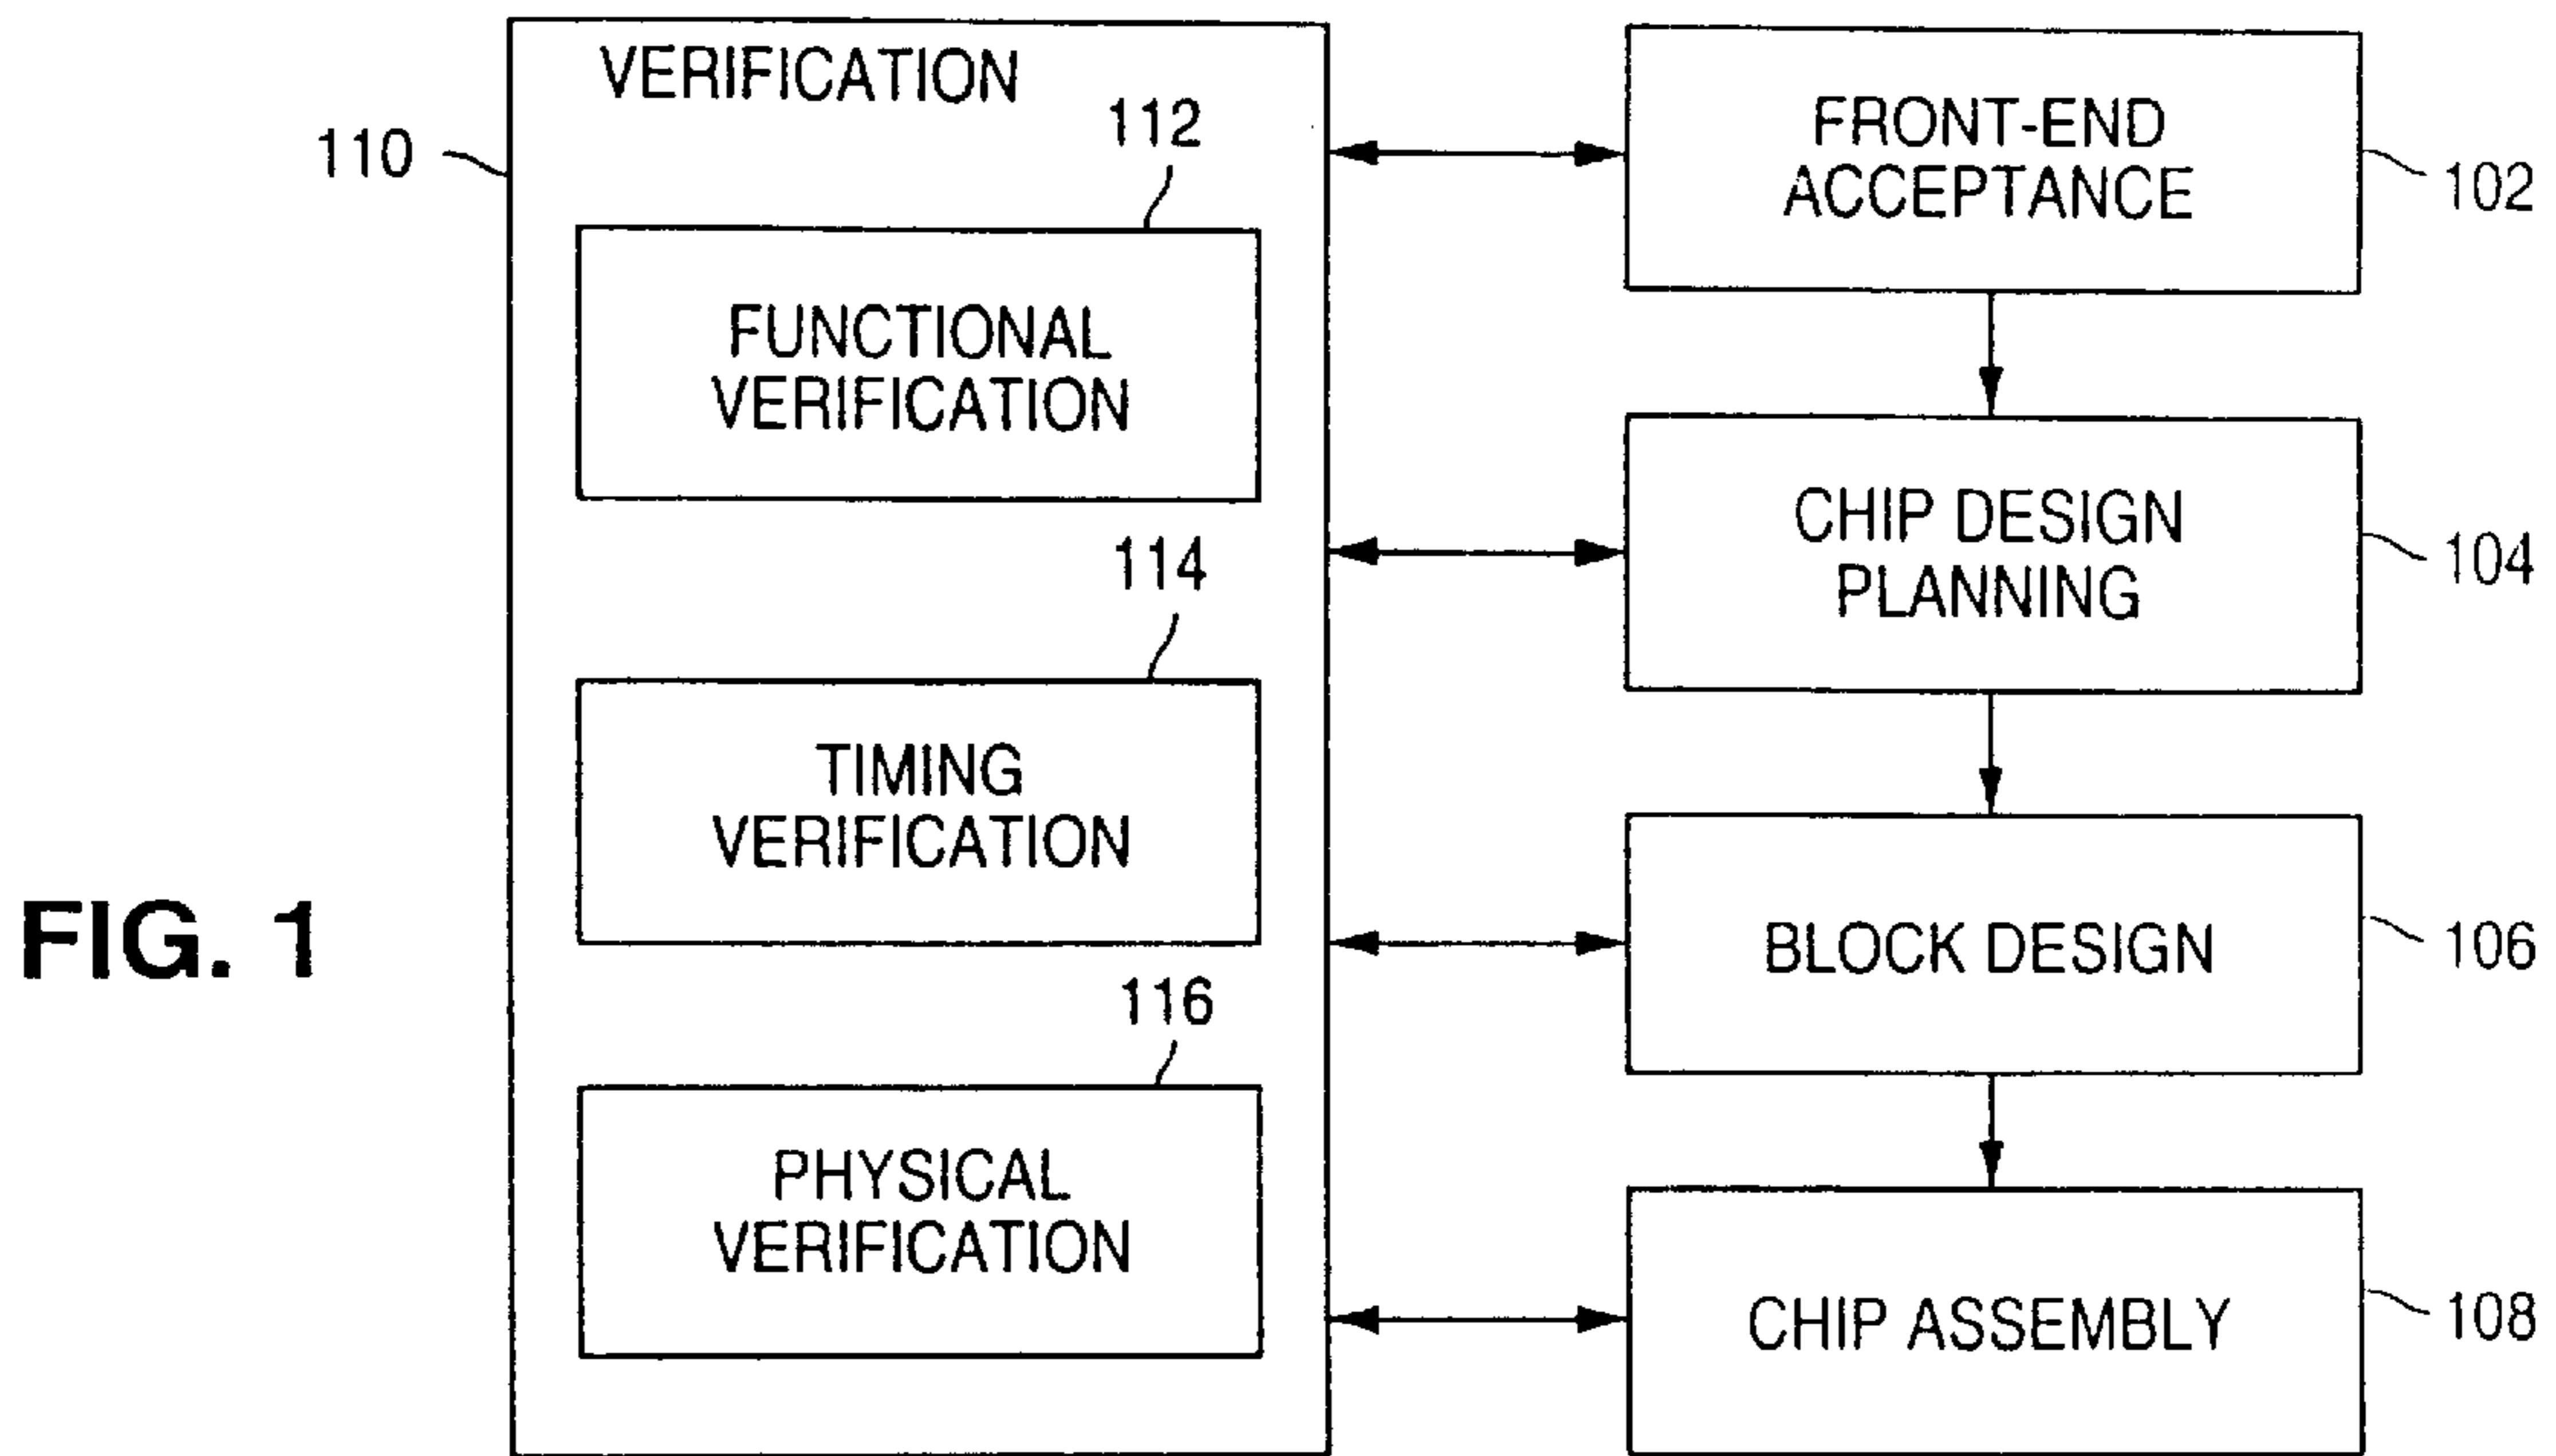 VERIFICATION
110
112
FUNCTIONAL
VERIFICATION
114
TIMING
VERIFICATION
116
PHYSICAL
VERIFICATION
FRONT-END
ACCEPTANCE
102
CHIP DESIGN
PLANNING
104
BLOCK DESIGN
106
CHIP ASSEMBLY
108
FIG. 1